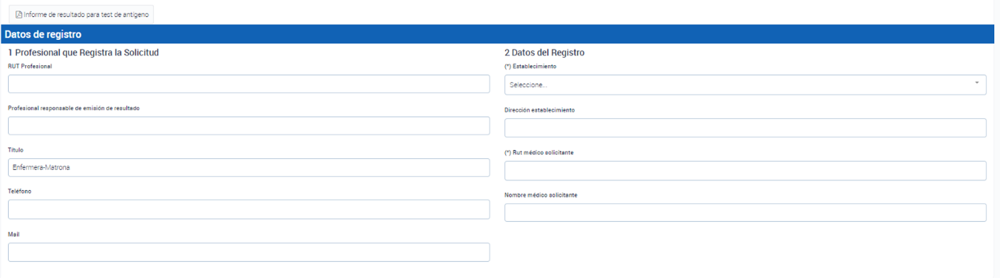 Informe de resultado para test de antígeno
Datos de registro
1 Profesional que Registra la Solicitud
RUT Profesional
Profesional responsable de emisión de resultado
Título
Enfermera-Matrona
Teléfono
Mail
2 Datos del Registro
(*) Establecimiento
Seleccione...
Dirección establecimiento
(*) Rut médico solicitante
Nombre médico solicitante